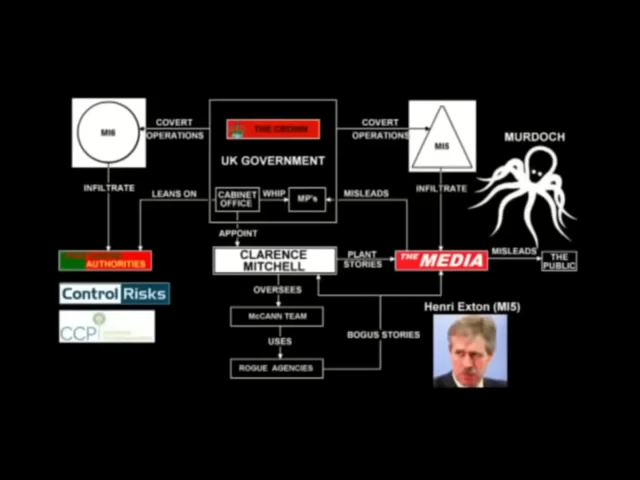 COVERT
OPERATIONS
THE CROWN
COVERT
OPERATIONS
MURDOCH
MI6
MI5
UK GOVERNMENT
INFILTRATE
LEANS ON
CABINET
OFFICE
WHIP
MP's
MISLEADS
INFILTRATE
APPOINT
AUTHORITIES
CLARENCE
MITCHELL
PLANT
STORIES
THE MEDIA
MISLEADS
THE
PUBLIC
Control Risks
OVERSEES
McCANN TEAM
Henri Exton (MI5)
CCP
USES
BOGUS STORIES
ROGUE AGENCIES